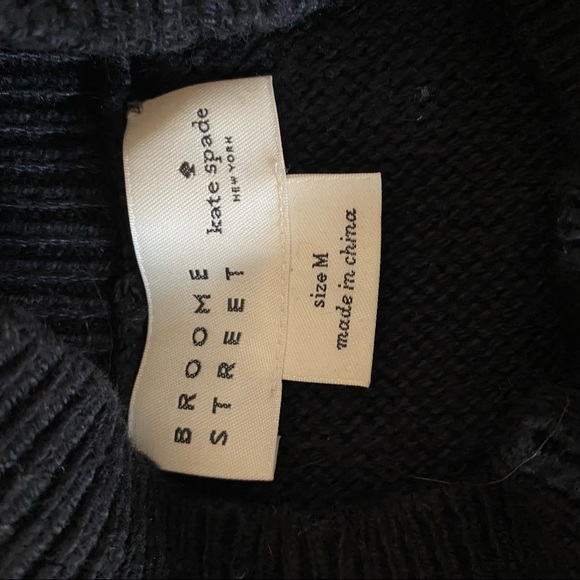 BROOME
STREET
kate spade
NEW YORK
size M
made in china